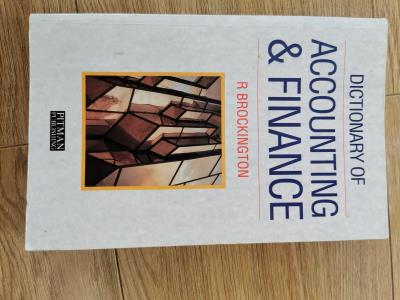 DICTIONARY OF
ACCOUNTING
& FINANCE
R BROCKINGTON
PITMAN
PUBLISHING